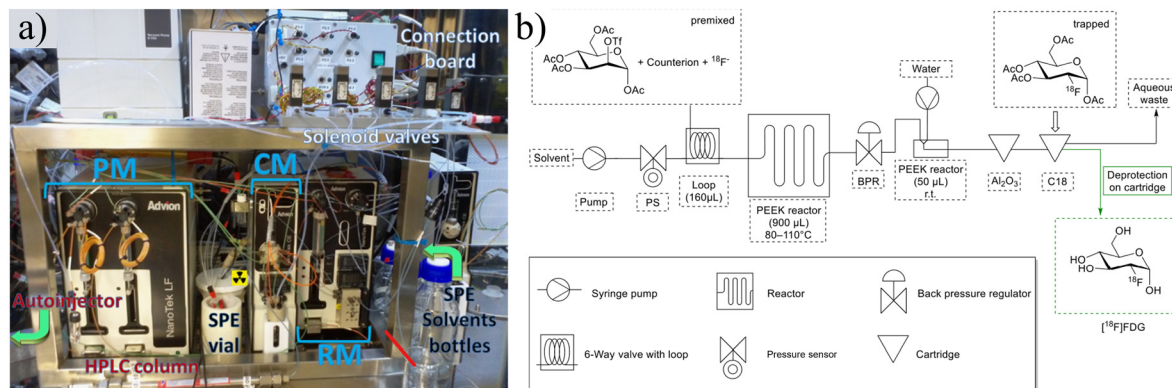 a)
Connection
board
Solenoid valves
PM
CM
Advion
Advion
NanoTek LF
Autoinjector
SPE
vial
HPLC column
RM
SPE
Solvents
bottles
b)
premixed
OAc
OTf
AcO
AcO
OAc
+ Counterion + ¹⁸F⁻
Solvent
Pump
PS
Loop
(160µL)
PEEK reactor
(900 µL)
80–110°C
BPR
Water
PEEK reactor
(50 µL)
r.t.
Al₂O₃
C18
trapped
OAc
AcO
AcO
¹⁸F
OAc
O
Aqueous
waste
Deprotection
on cartridge
OH
HO
HO
¹⁸F
OH
O
[¹⁸F]FDG
Syringe pump
Reactor
Back pressure regulator
6-Way valve with loop
Pressure sensor
Cartridge